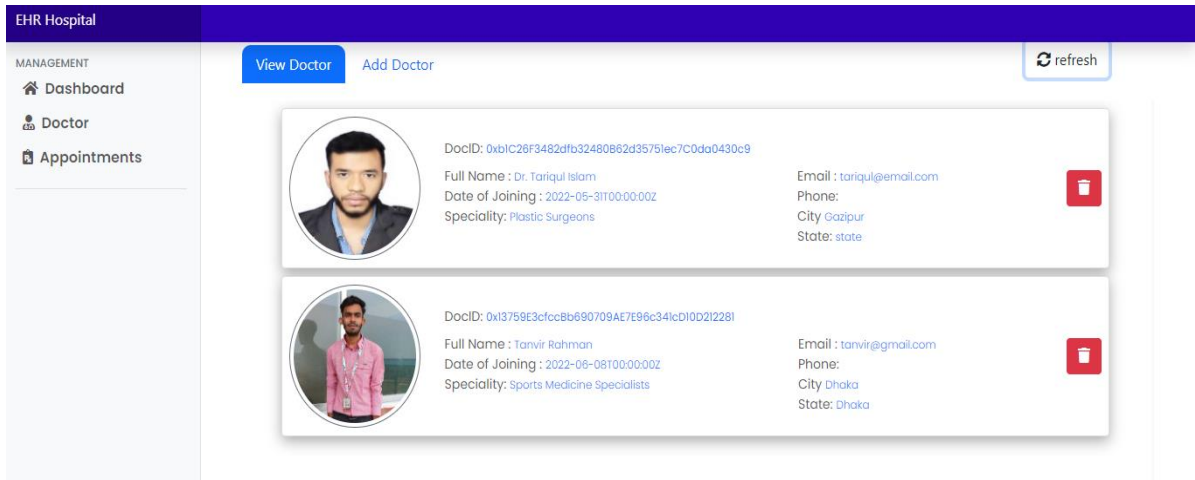 EHR Hospital
MANAGEMENT
Dashboard
Doctor
Appointments
View Doctor Add Doctor
refresh
DocID: 0xb1C26F3482dfb32480B62d35751ec7C0da0430c9
Full Name : Dr. Tariqul Islam
Date of Joining : 2022-05-31T00:00:00Z
Speciality: Plastic Surgeons
Email : tariqul@email.com
Phone:
City Gazipur
State: state
DocID: 0x13759E3cfccBb690709AE7E96c341cD10D212281
Full Name : Tanvir Rahman
Date of Joining : 2022-06-08T00:00:00Z
Speciality: Sports Medicine Specialists
Email : tanvir@gmail.com
Phone:
City Dhaka
State: Dhaka